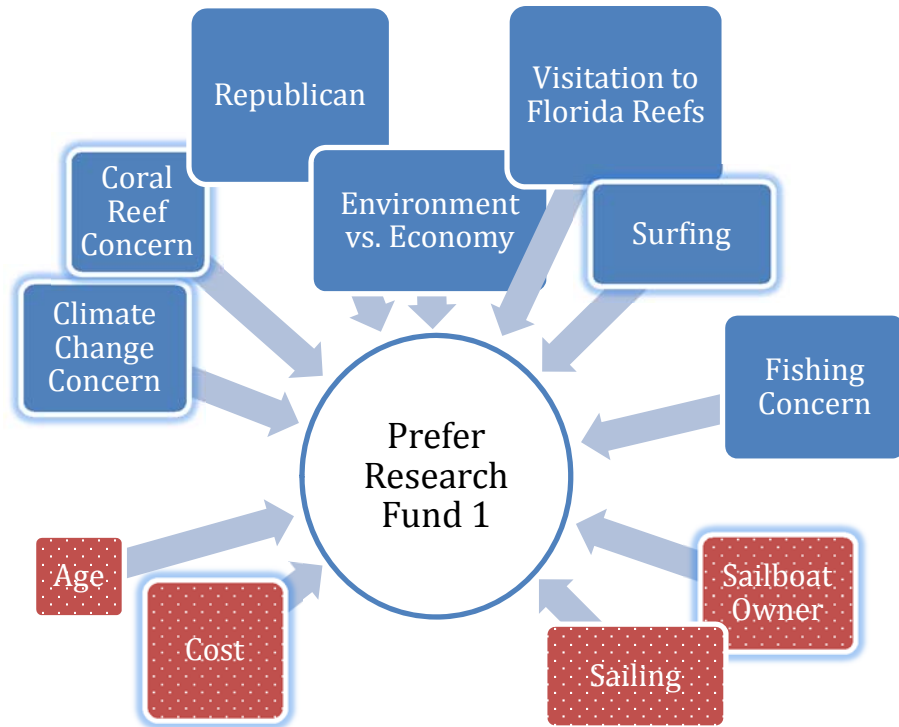 Republican
Visitation to
Florida Reefs
Coral
Reef
Concern
Environment
vs. Economy
Surfing
Climate
Change
Concern
Fishing
Concern
Prefer
Research
Fund 1
Age
Cost
Sailboat
Owner
Sailing